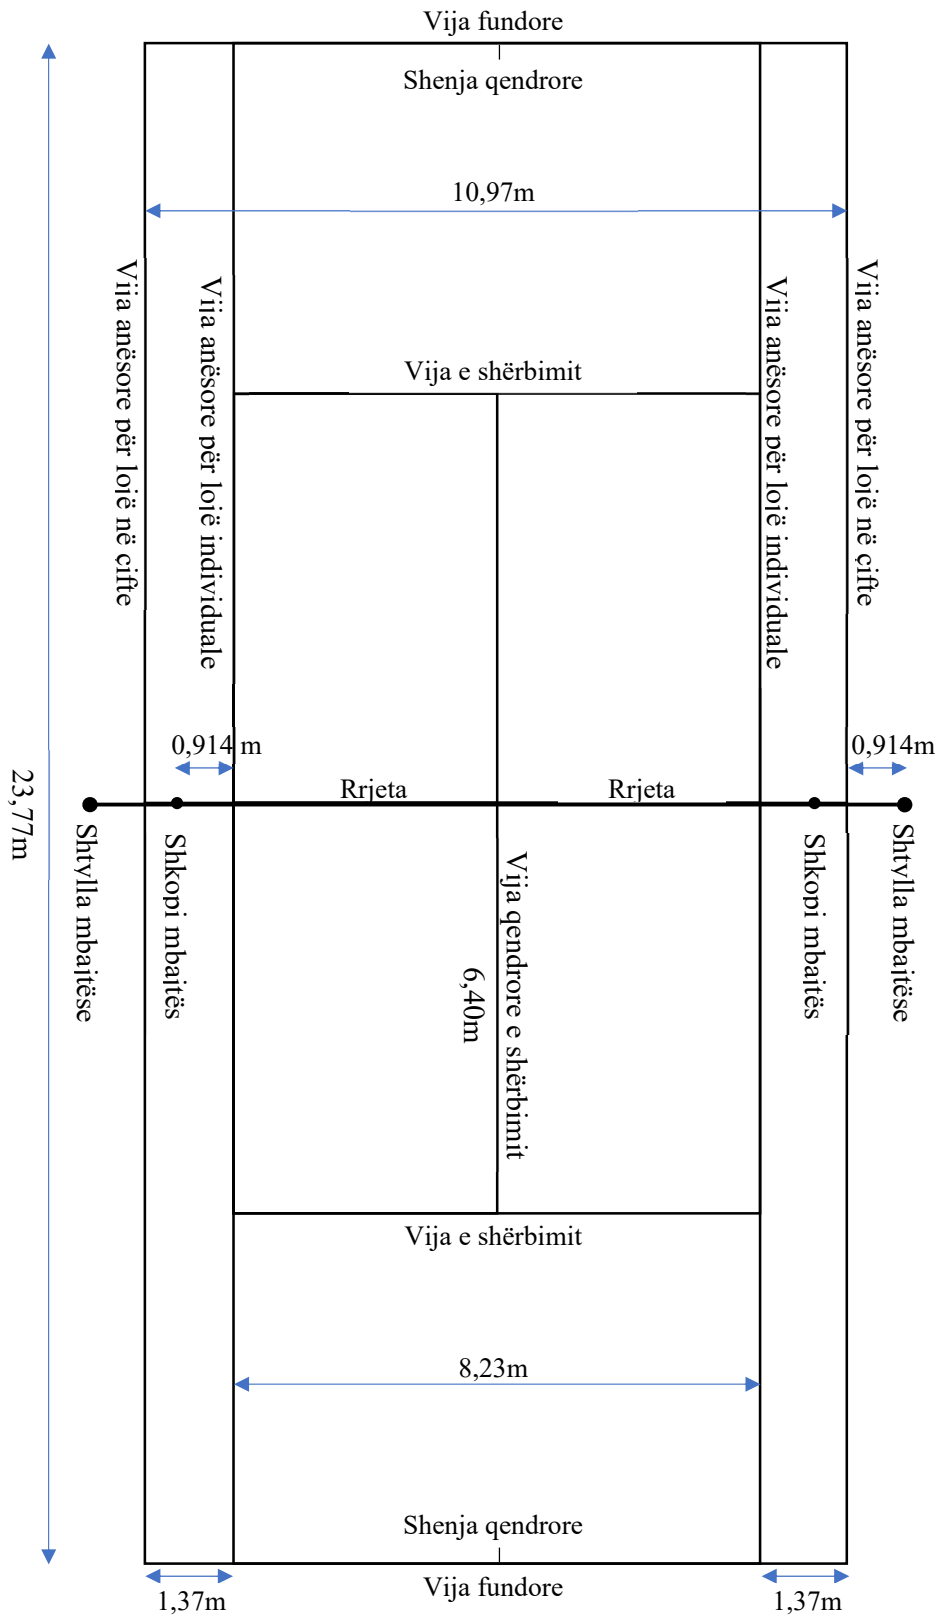 Vija fundore
Shenja qendrore
10,97m
Vija anësore për lojë në çifte
Vija anësore për lojë individuale
Vija anësore për lojë individuale
Vija anësore për lojë në çifte
Vija e shërbimit
0,914 m
0,914m
23,77m
Rrjeta
Rrjeta
Shtylla mbajtëse
Shkopi mbajtës
Vija qendrore e shërbimit
6,40m
Shkopi mbajtës
Shtylla mbajtëse
Vija e shërbimit
8,23m
Shenja qendrore
Vija fundore
1,37m
1,37m